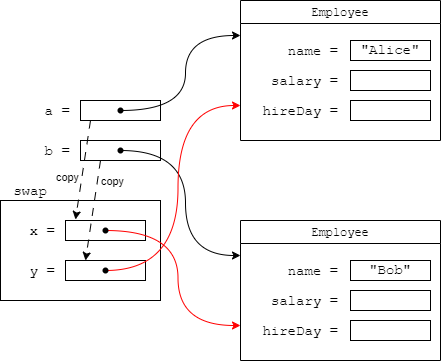 Employee
name = "Alice"
salary =
hireDay =
a =
b =
copy
copy
swap
x =
y =
Employee
name = "Bob"
salary =
hireDay =